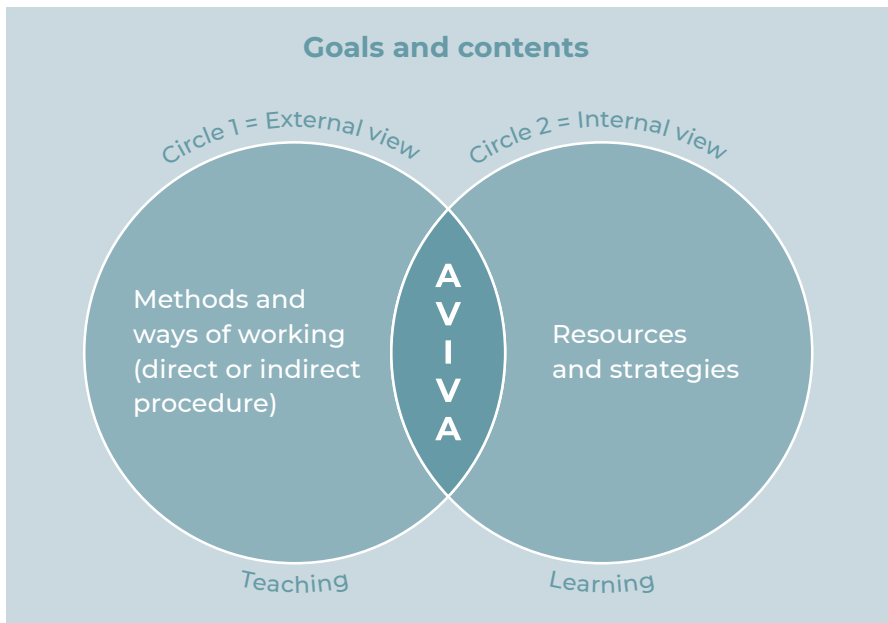 Goals and contents
Circle 1 = External view
Circle 2 = Internal view
Methods and
ways of working
(direct or indirect
procedure)
A
V
I
V
A
Resources
and strategies
Teaching
Learning